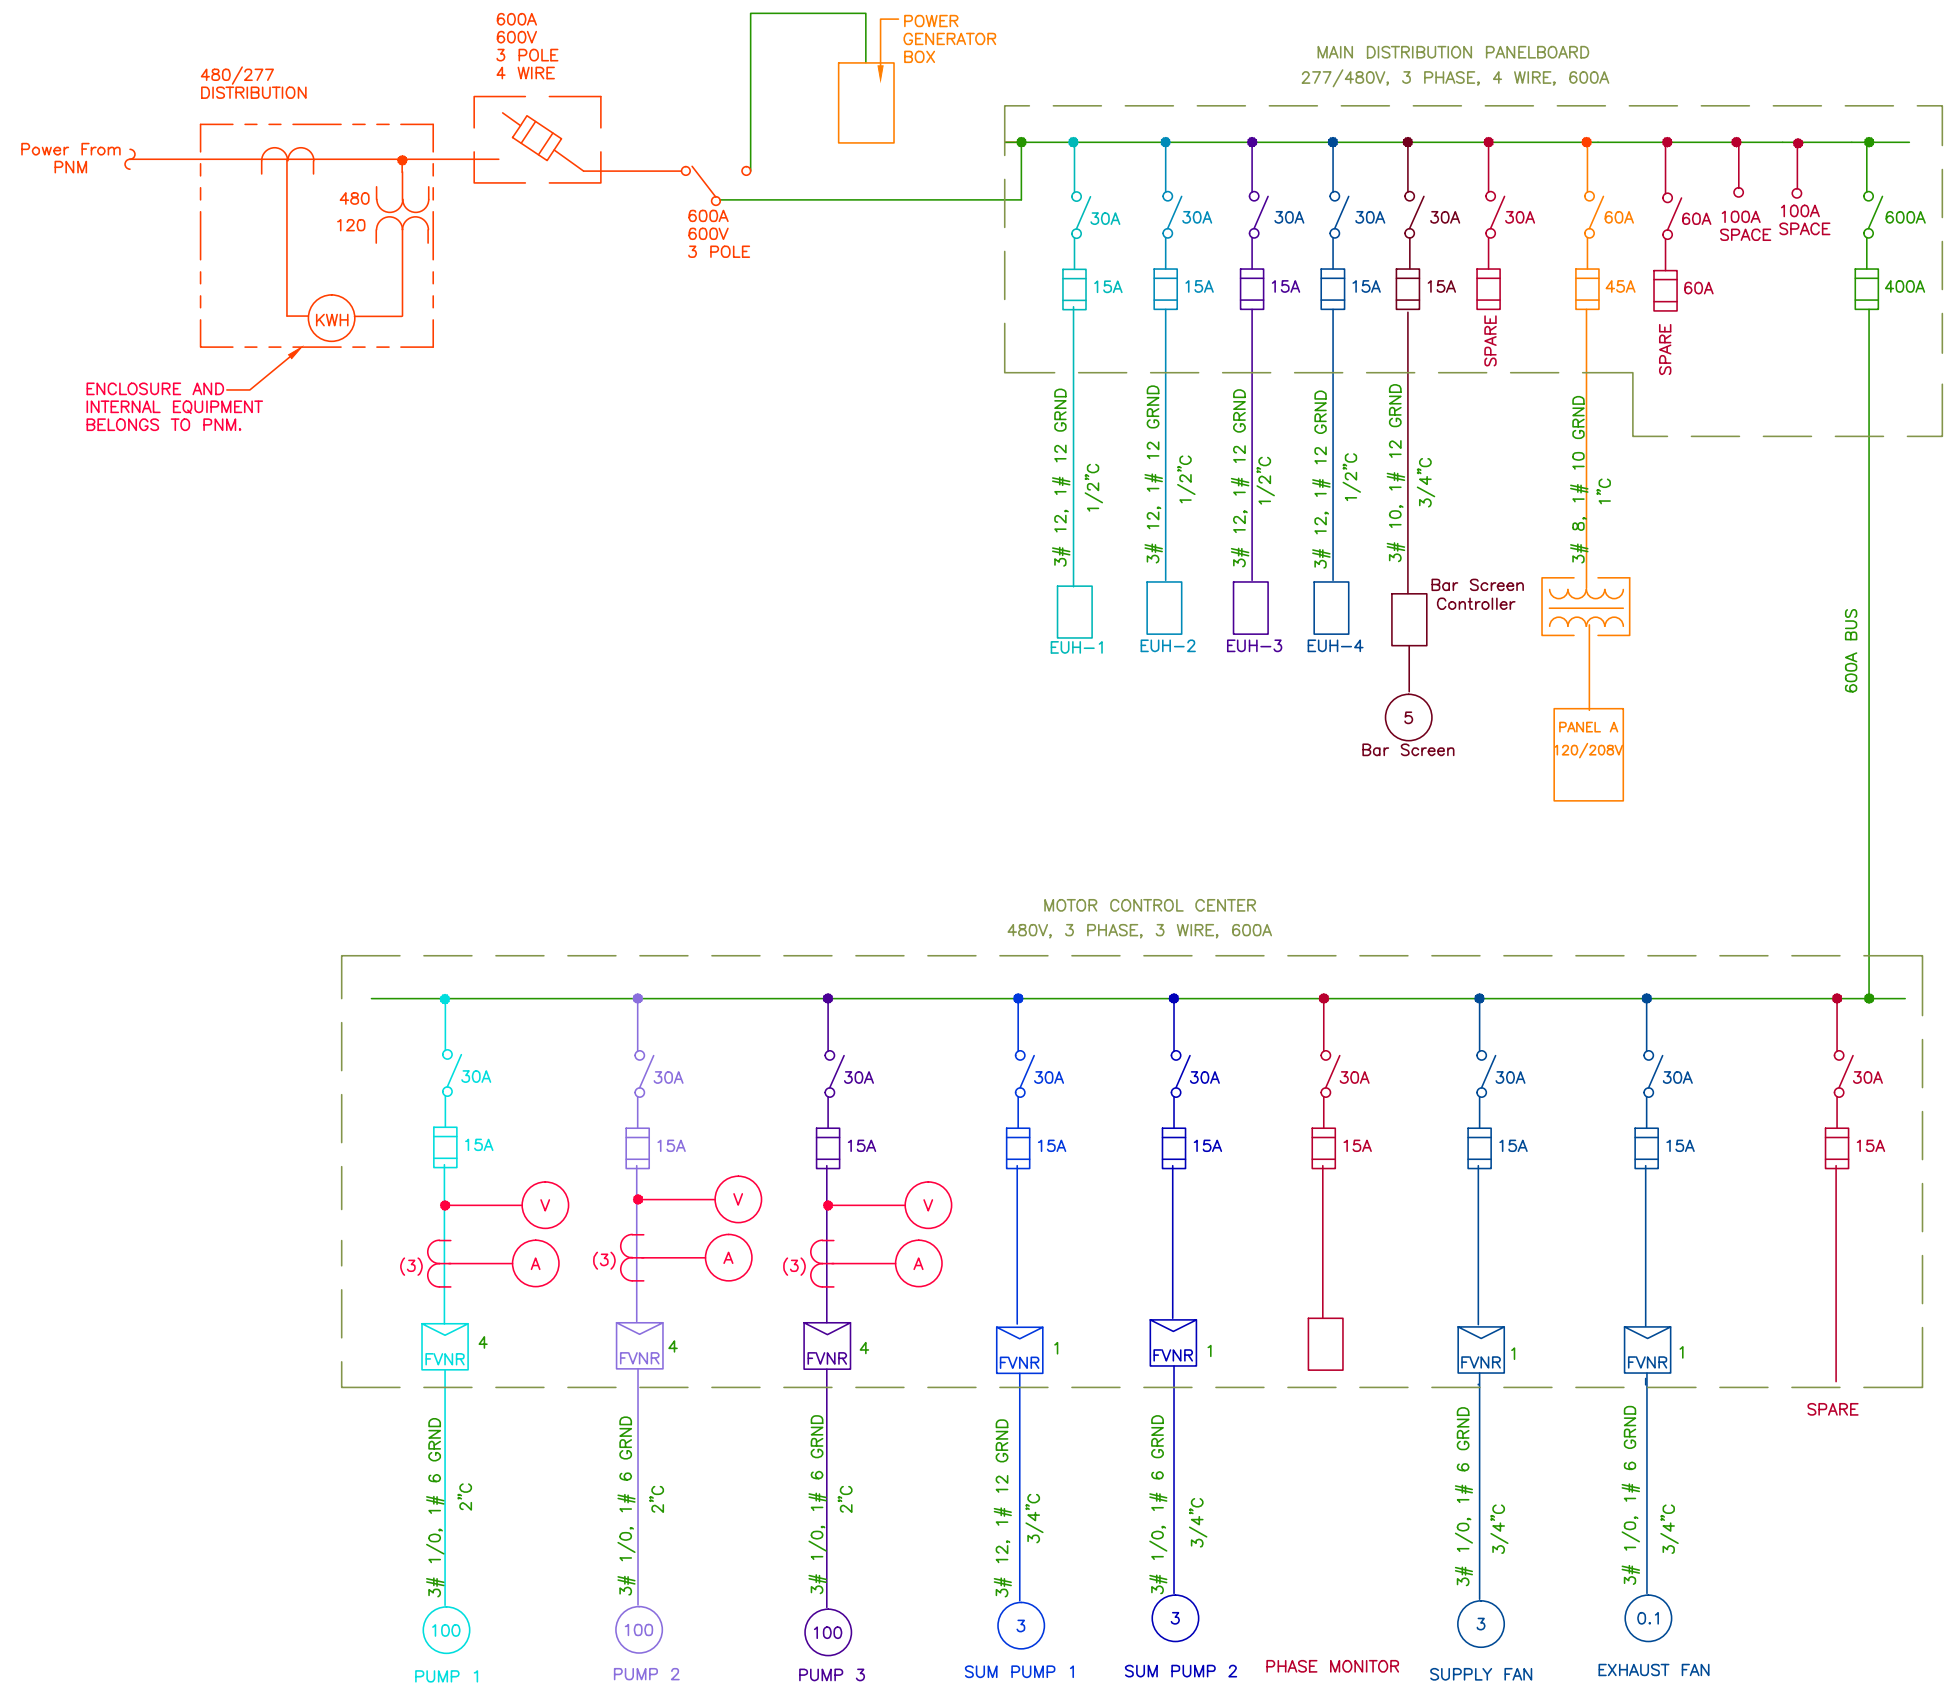 600A
600V
3 POLE
4 WIRE
480/277
DISTRIBUTION
POWER
GENERATOR
BOX
MAIN DISTRIBUTION PANELBOARD
277/480V, 3 PHASE, 4 WIRE, 600A
Power From
PNM
480
120
KWH
600A
600V
3 POLE
ENCLOSURE AND
INTERNAL EQUIPMENT
BELONGS TO PNM.
30A
30A
30A
30A
30A
30A
60A
60A
100A
SPACE
100A
SPACE
600A
15A
15A
15A
15A
15A
45A
60A
400A
SPARE
SPARE
3# 12, 1# 12 GRND
1/2"C
3# 12, 1# 12 GRND
1/2"C
3# 12, 1# 12 GRND
1/2"C
3# 12, 1# 12 GRND
1/2"C
3# 10, 1# 12 GRND
3/4"C
3# 8, 1# 10 GRND
1"C
EUH-1
EUH-2
EUH-3
EUH-4
Bar Screen
Controller
5
Bar Screen
PANEL A
120/208V
600A BUS
MOTOR CONTROL CENTER
480V, 3 PHASE, 3 WIRE, 600A
30A
30A
30A
30A
30A
30A
30A
30A
30A
15A
15A
15A
15A
15A
15A
15A
15A
15A
V
V
V
(3)
A
(3)
A
(3)
A
FVNR
4
FVNR
4
FVNR
4
FVNR
1
FVNR
1
FVNR
1
FVNR
1
SPARE
3# 1/0, 1# 6 GRND
2"C
3# 1/0, 1# 6 GRND
2"C
3# 1/0, 1# 6 GRND
2"C
3# 12, 1# 12 GRND
3/4"C
3# 1/0, 1# 6 GRND
3/4"C
3# 1/0, 1# 6 GRND
3/4"C
3# 1/0, 1# 6 GRND
3/4"C
100
100
100
3
3
3
0.1
PUMP 1
PUMP 2
PUMP 3
SUM PUMP 1
SUM PUMP 2
PHASE MONITOR
SUPPLY FAN
EXHAUST FAN